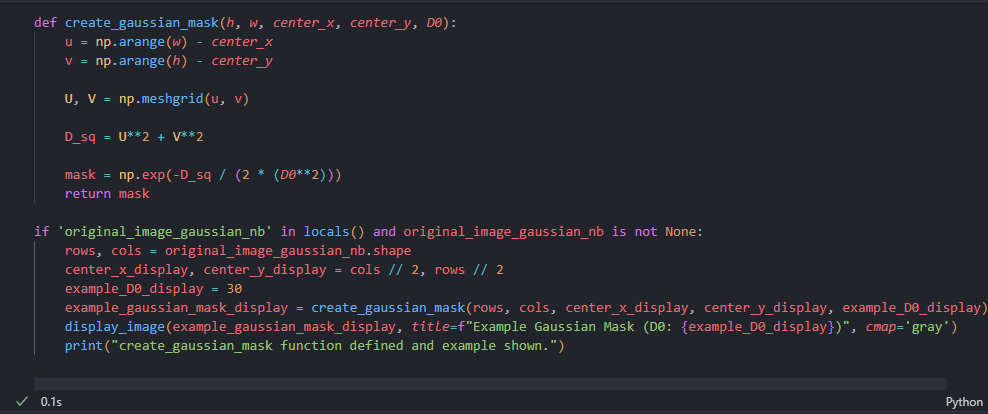 def create_gaussian_mask(h, w, center_x, center_y, D0):
    u = np.arange(w) - center_x
    v = np.arange(h) - center_y
    U, V = np.meshgrid(u, v)
    D_sq = U**2 + V**2
    mask = np.exp(-D_sq / (2 * (D0**2)))
    return mask
if 'original_image_gaussian_nb' in locals() and original_image_gaussian_nb is not None:
    rows, cols = original_image_gaussian_nb.shape
    center_x_display, center_y_display = cols // 2, rows // 2
    example_D0_display = 30
    example_gaussian_mask_display = create_gaussian_mask(rows, cols, center_x_display, center_y_display, example_D0_display)
    display_image(example_gaussian_mask_display, title=f"Example Gaussian Mask (D0: {example_D0_display})", cmap='gray')
    print("create_gaussian_mask function defined and example shown.")
0.1s
Python